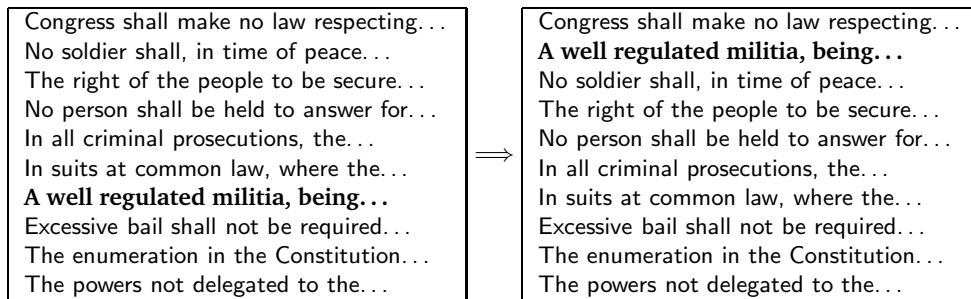 Congress shall make no law respecting...
No soldier shall, in time of peace...
The right of the people to be secure...
No person shall be held to answer for...
In all criminal prosecutions, the...
In suits at common law, where the...
A well regulated militia, being...
Excessive bail shall not be required...
The enumeration in the Constitution...
The powers not delegated to the...
⟹
Congress shall make no law respecting...
A well regulated militia, being...
No soldier shall, in time of peace...
The right of the people to be secure...
No person shall be held to answer for...
In all criminal prosecutions, the...
In suits at common law, where the...
Excessive bail shall not be required...
The enumeration in the Constitution...
The powers not delegated to the...